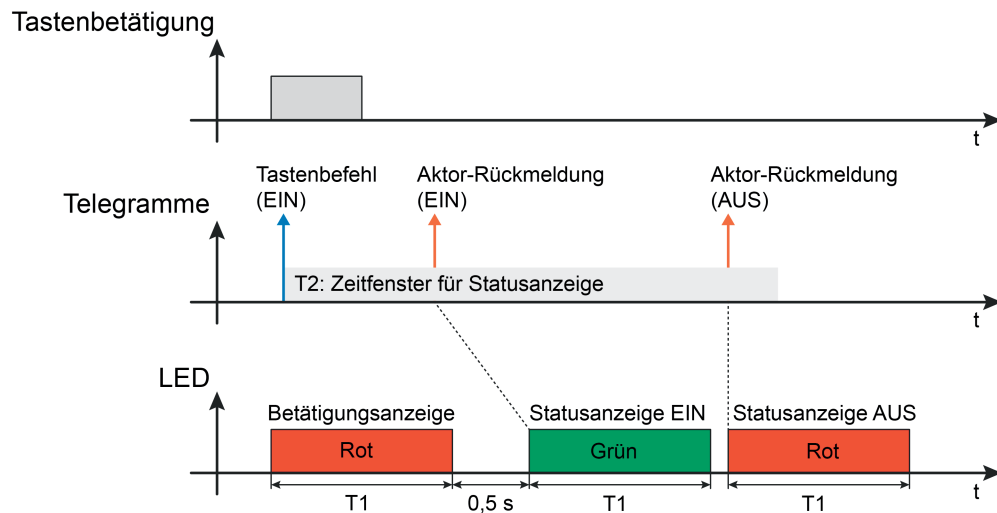 Tastenbetätigung
t
Tastenbefehl
(EIN)
Aktor-Rückmeldung
(EIN)
Aktor-Rückmeldung
(AUS)
Telegramme
T2: Zeitfenster für Statusanzeige
t
LED
Betätigungsanzeige
Statusanzeige EIN
Statusanzeige AUS
Rot
Grün
Rot
t
T1
0,5 s
T1
T1